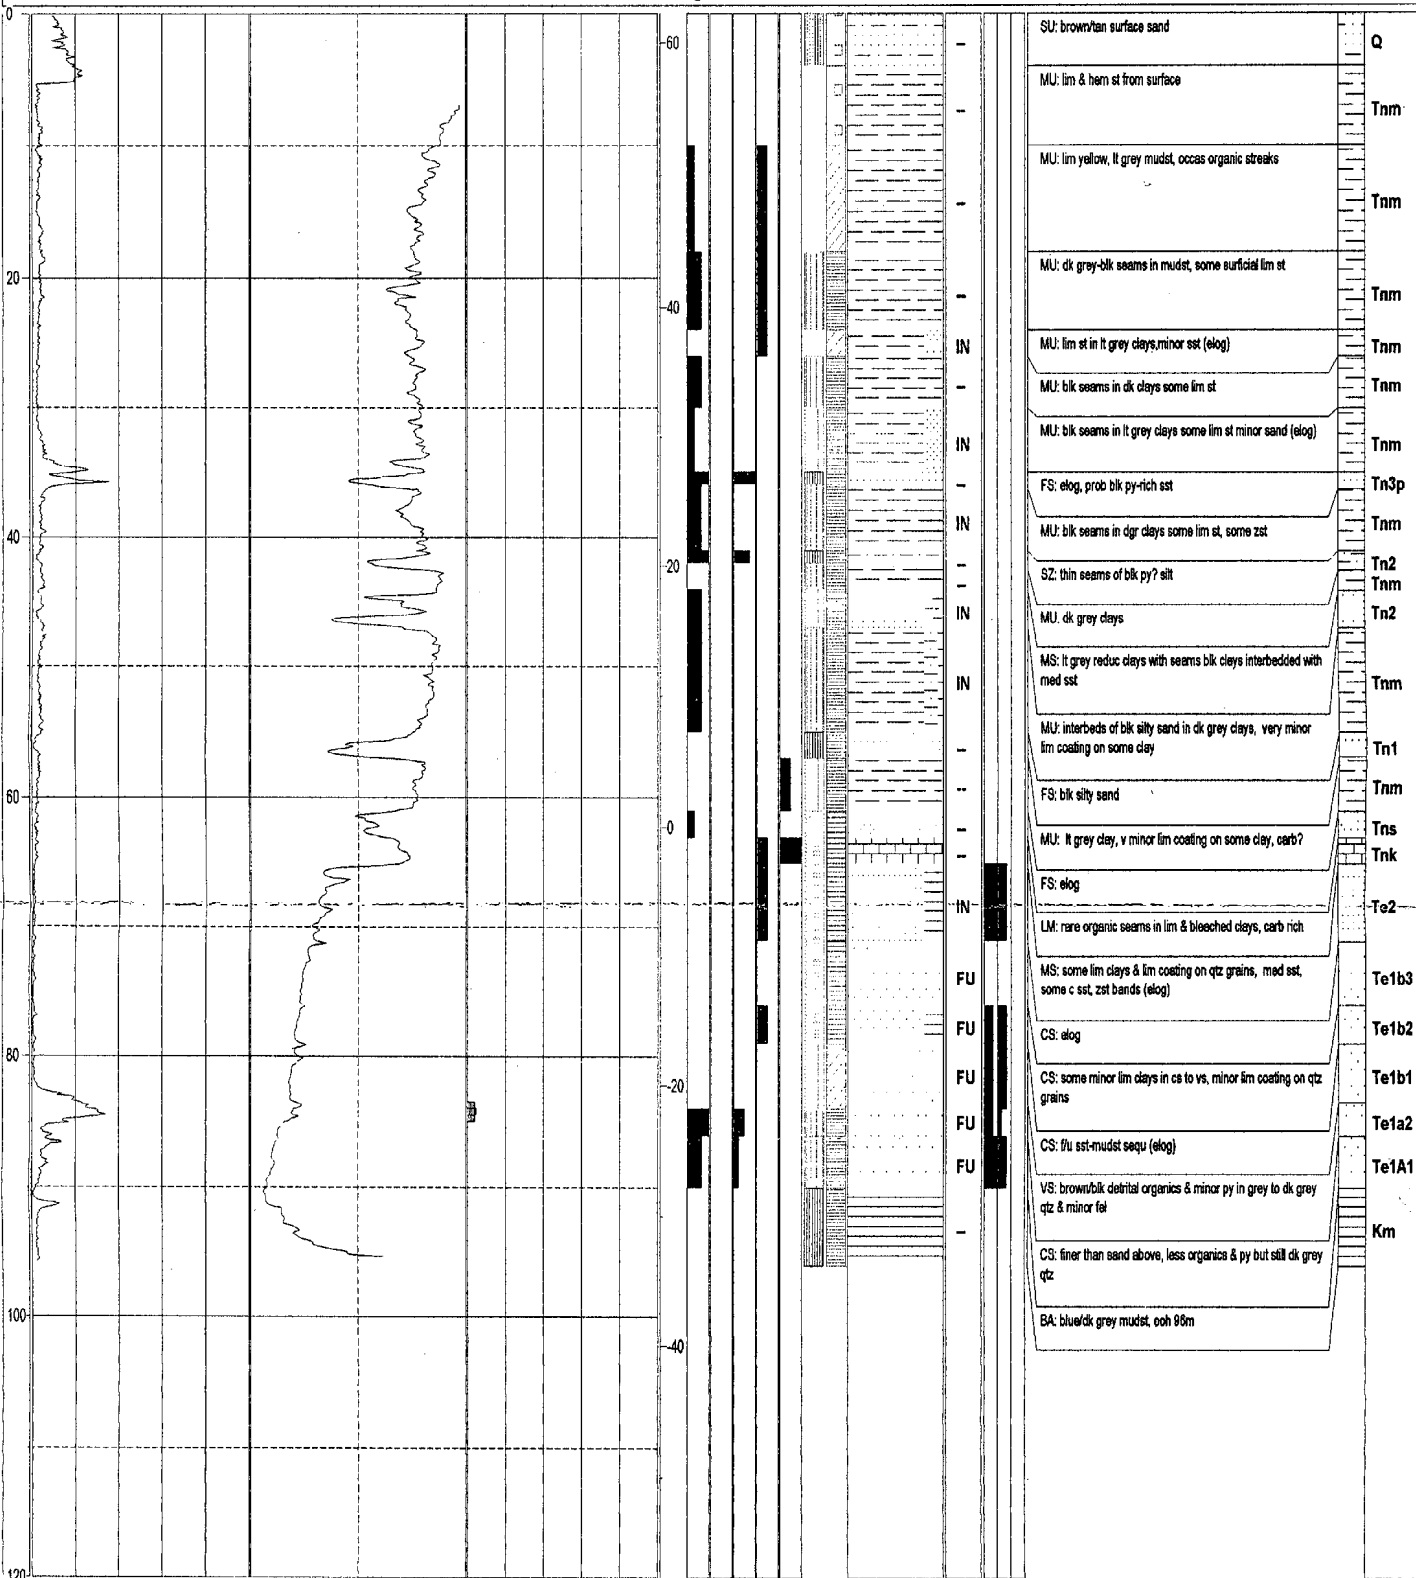 0
20
40
60
80
100
120
60
40
20
0
-20
-40
-
-
-
-
IN
-
IN
-
IN
-
-
IN
IN
-
-
-
-
IN
FU
FU
FU
FU
FU
-
SU: brown/tan surface sand
MU: lim & hem st from surface
MU: lim yellow, lt grey mudst, occas organic streaks
MU: dk grey-blk seams in mudst, some surficial lim st
MU: lim st in lt grey clays,minor sst (elog)
MU: blk seams in dk clays some lim st
MU: blk seams in lt grey clays some lim st minor sand (elog)
FS: elog, prob blk py-rich sst
MU: blk seams in dgr clays some lim st, some zst
SZ: thin seams of blk py? silt
MU. dk grey clays
MS: lt grey reduc clays with seams blk clays interbedded with
med sst
MU: interbeds of blk silty sand in dk grey clays, very minor
lim coating on some clay
FS: blk silty sand
MU: lt grey clay, v minor lim coating on some clay, carb?
FS: elog
LM: rare organic seams in lim & bleached clays, carb rich
MS: some lim clays & lim coating on qtz grains, med sst,
some c sst, zst bands (elog)
CS: elog
CS: some minor lim clays in cs to vs, minor lim coating on qtz
grains
CS: f/u sst-mudst sequ (elog)
VS: brown/blk detrital organics & minor py in grey to dk grey
qtz & minor fel
CS: finer than sand above, less organics & py but still dk grey
qtz
BA: blue/dk grey mudst, eoh 96m
Q
Tnm
Tnm
Tnm
Tnm
Tnm
Tnm
Tn3p
Tnm
Tn2
Tnm
Tn2
Tnm
Tn1
Tnm
Tns
Tnk
Te2
Te1b3
Te1b2
Te1b1
Te1a2
Te1A1
Km